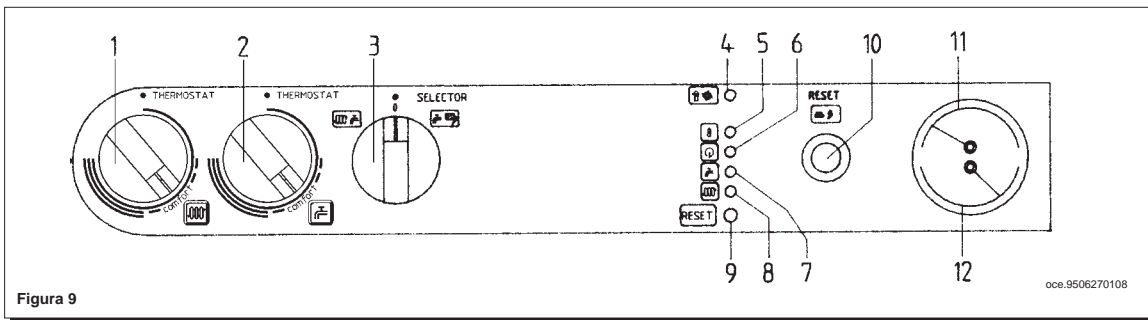 1 2 3 4 5 6 10 11
THERMOSTAT THERMOSTAT SELECTOR RESET
0
comfort comfort
RESET
9 8 7 12
Figura 9
oce.9506270108